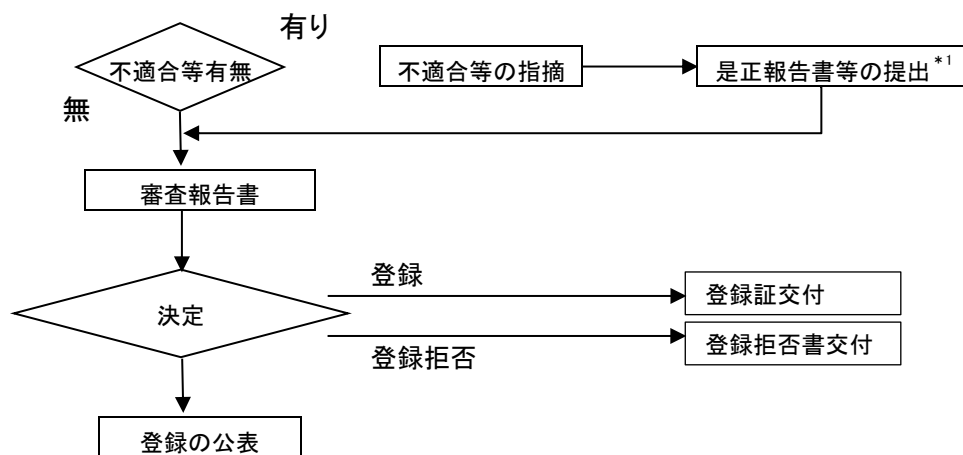 有り
不適合等有無
不適合等の指摘
是正報告書等の提出*1
無
審査報告書
登録
登録証交付
決定
登録拒否書交付
登録拒否
登録の公表